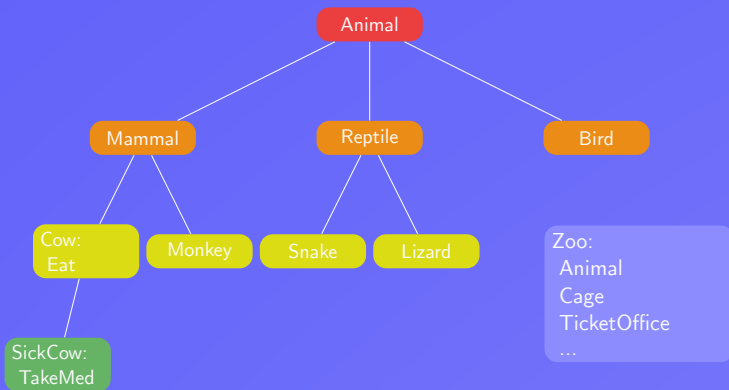 Animal
Mammal
Reptile
Bird
Cow:
Eat
Monkey
Snake
Lizard
Zoo:
Animal
Cage
TicketOffice
...
SickCow:
TakeMed